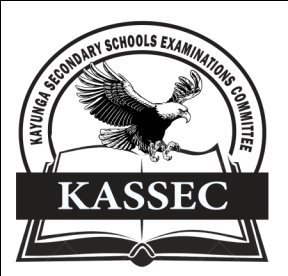 KAYUNGA SECONDARY SCHOOLS EXAMINATIONS COMMITTEE
KASSEC